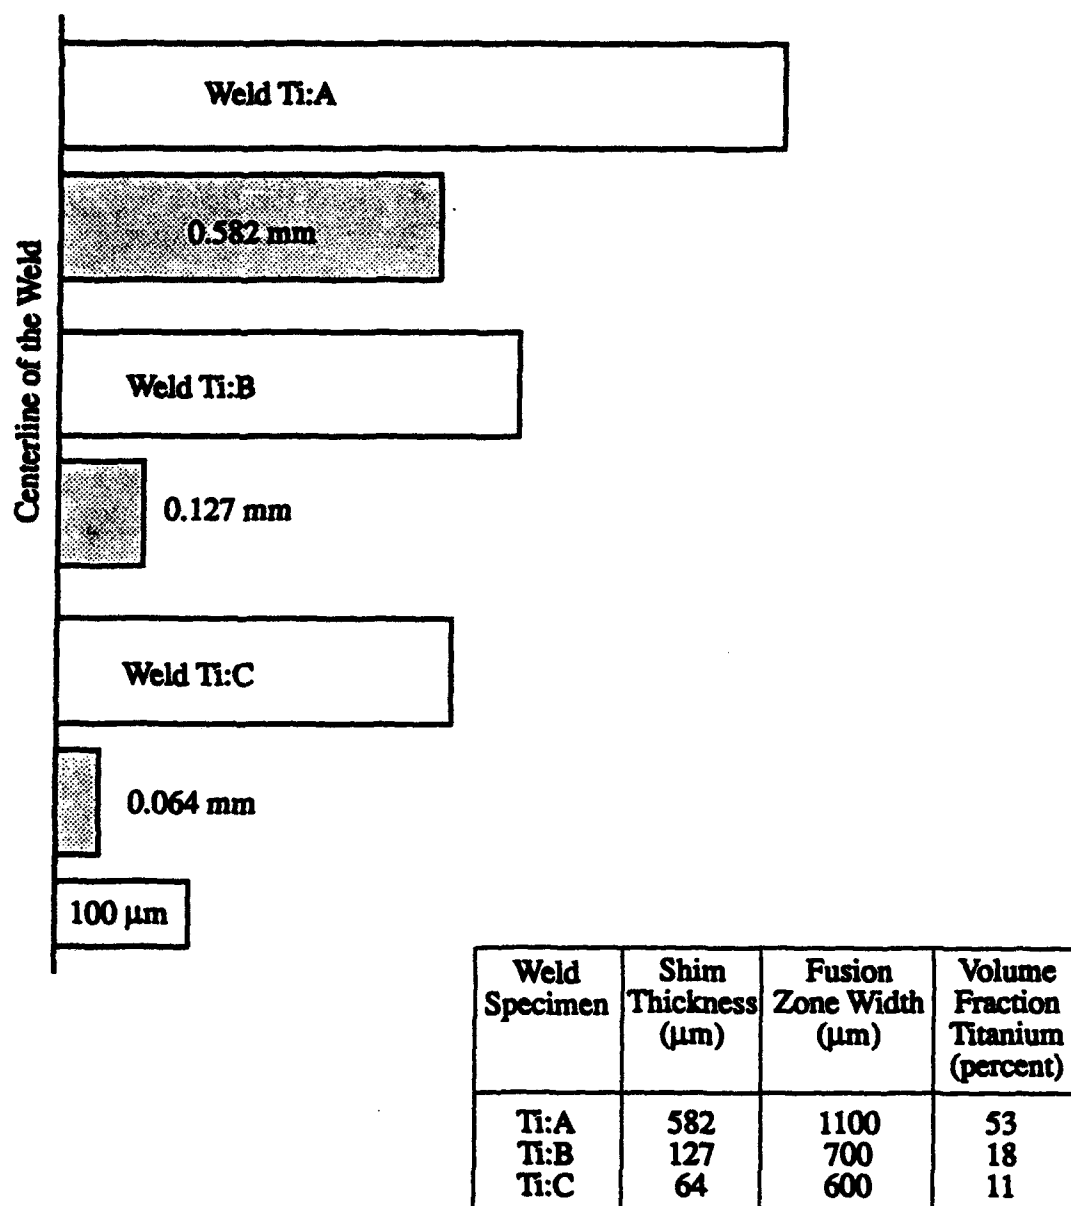 Centerline of the Weld
Weld Ti:A
0.582 mm
Weld Ti:B
0.127 mm
Weld Ti:C
0.064 mm
100 μm
Weld Specimen | Shim Thickness (μm) | Fusion Zone Width (μm) | Volume Fraction Titanium (percent)
Ti:A 582 1100 53
Ti:B 127 700 18
Ti:C 64 600 11